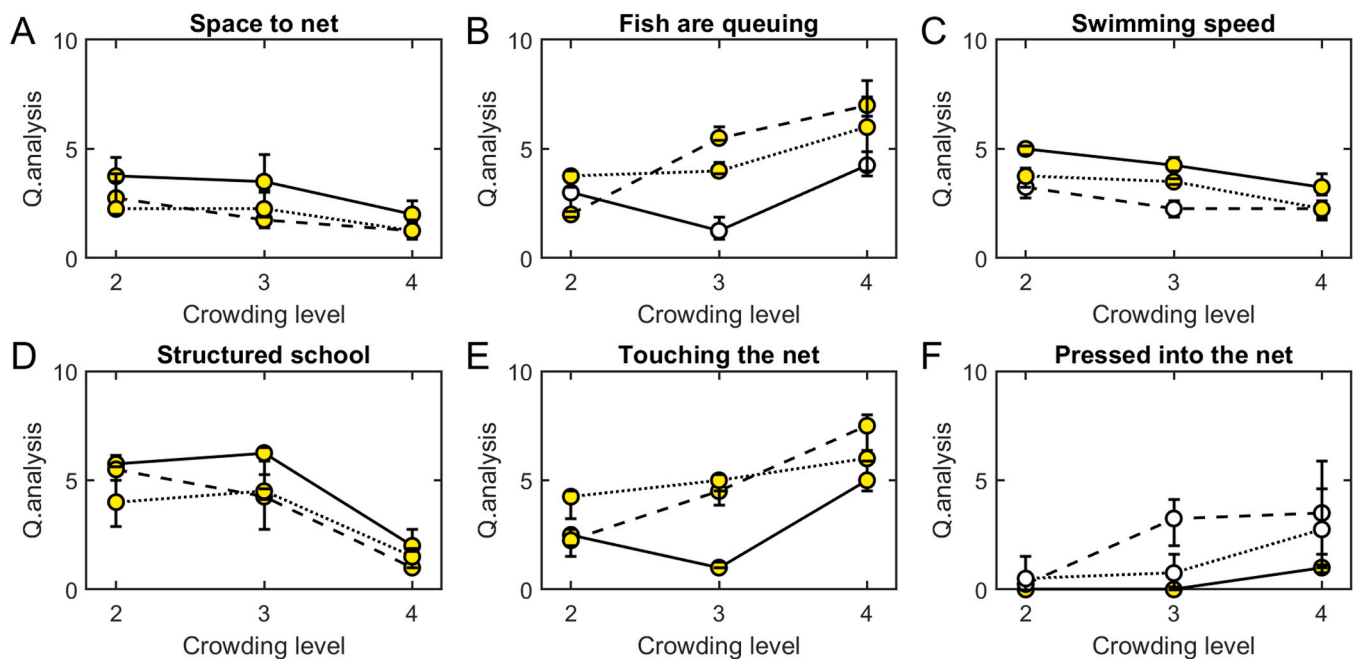 A
Space to net
10
5
0
Q.analysis
2 3 4
Crowding level
B
Fish are queuing
10
5
0
Q.analysis
2 3 4
Crowding level
C
Swimming speed
10
5
0
Q.analysis
2 3 4
Crowding level
D
Structured school
10
5
0
Q.analysis
2 3 4
Crowding level
E
Touching the net
10
5
0
Q.analysis
2 3 4
Crowding level
F
Pressed into the net
10
5
0
Q.analysis
2 3 4
Crowding level